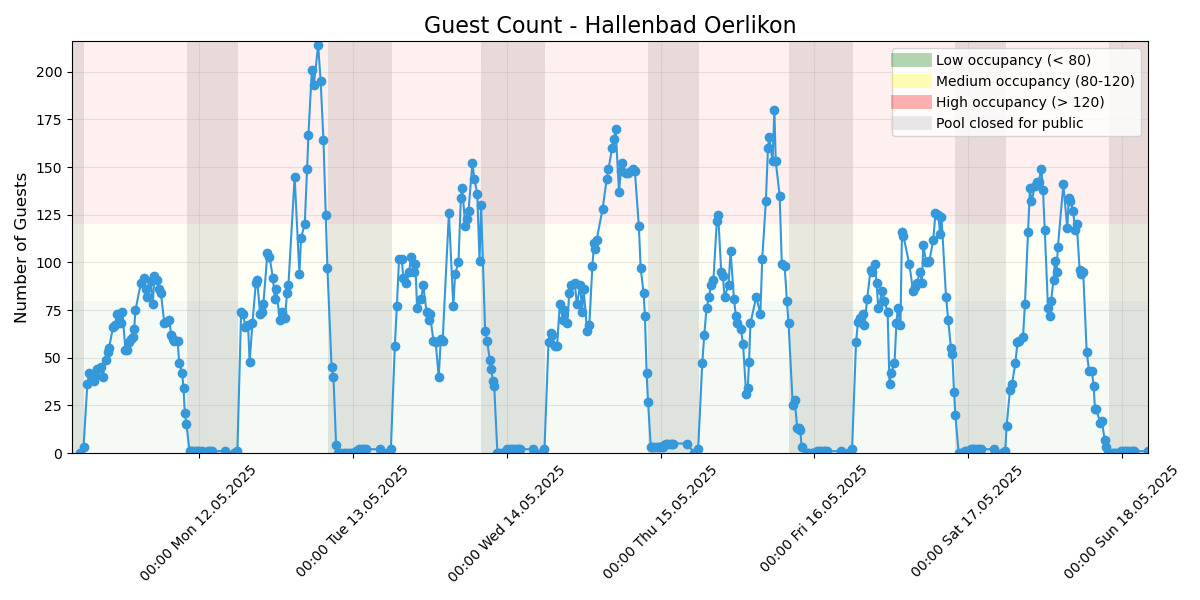 Guest Count - Hallenbad Oerlikon
Number of Guests
200
175
150
125
100
75
50
25
0
Low occupancy (< 80)
Medium occupancy (80-120)
High occupancy (> 120)
Pool closed for public
00:00 Mon 12.05.2025
00:00 Tue 13.05.2025
00:00 Wed 14.05.2025
00:00 Thu 15.05.2025
00:00 Fri 16.05.2025
00:00 Sat 17.05.2025
00:00 Sun 18.05.2025